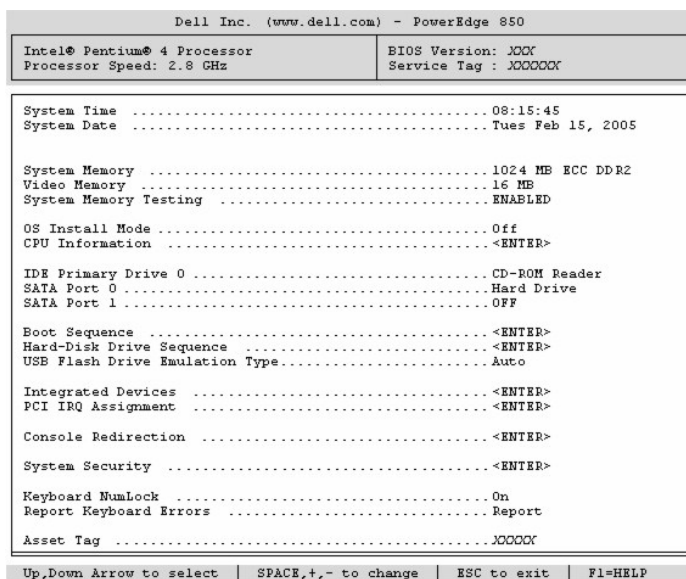 Dell Inc. (www.dell.com) - PowerEdge 850
Intel® Pentium® 4 Processor
Processor Speed: 2.8 GHz
BIOS Version: XXX
Service Tag : XXXXXX
System Time ......................................... 08:15:45
System Date ......................................... Tues Feb 15, 2005
System Memory ....................................... 1024 MB ECC DDR2
Video Memory ........................................ 16 MB
System Memory Testing ............................... ENABLED
OS Install Mode ..................................... Off
CPU Information ..................................... <ENTER>
IDE Primary Drive 0 .................................. CD-ROM Reader
SATA Port 0 .......................................... Hard Drive
SATA Port 1 .......................................... OFF
Boot Sequence ....................................... <ENTER>
Hard-Disk Drive Sequence ............................ <ENTER>
USB Flash Drive Emulation Type........................ Auto
Integrated Devices .................................. <ENTER>
PCI IRQ Assignment .................................. <ENTER>
Console Redirection ................................. <ENTER>
System Security ..................................... <ENTER>
Keyboard NumLock .................................... On
Report Keyboard Errors .............................. Report
Asset Tag ........................................... XXXXX
Up,Down Arrow to select | SPACE,+,- to change | ESC to exit | F1=HELP